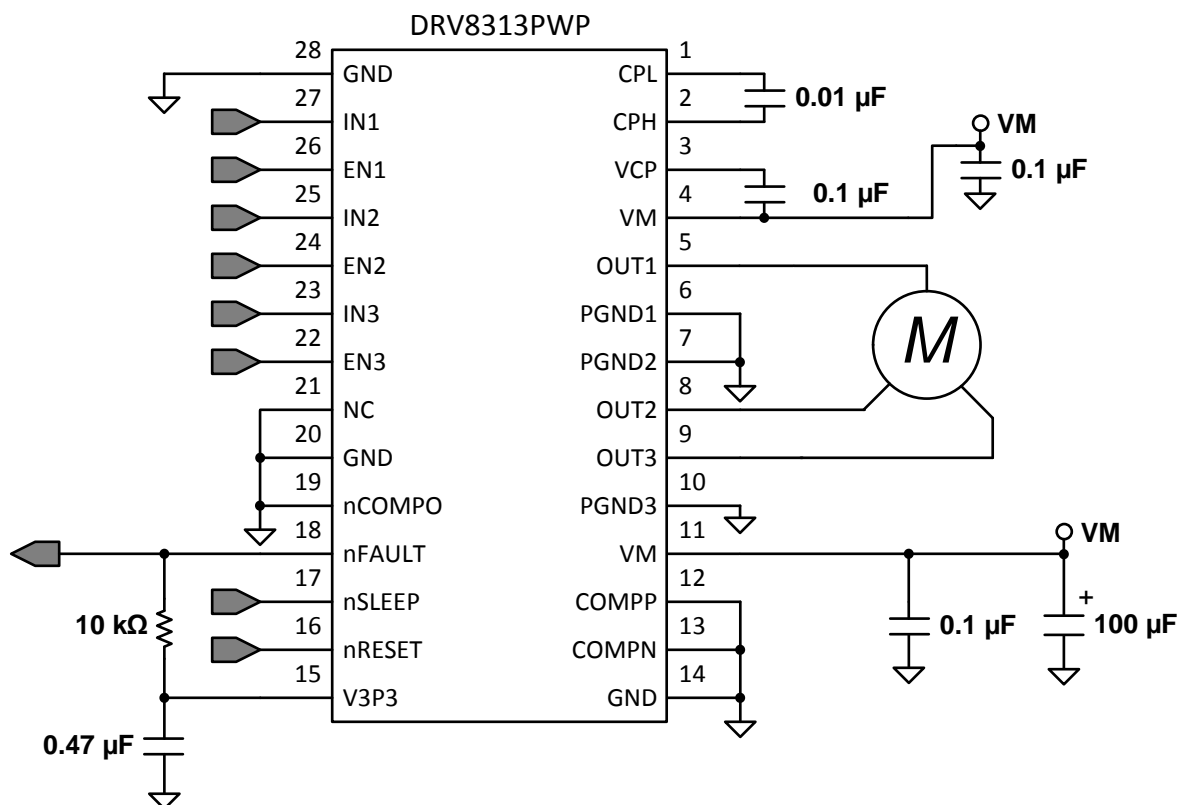 DRV8313PWP
28
GND
27
IN1
26
EN1
25
IN2
24
EN2
23
IN3
22
EN3
21
NC
20
GND
19
nCOMPO
18
nFAULT
17
nSLEEP
16
nRESET
15
V3P3
10 kΩ
0.47 µF
1
CPL
2
CPH
0.01 µF
3
VCP
4
VM
0.1 µF
VM
0.1 µF
5
OUT1
6
PGND1
7
PGND2
8
OUT2
9
OUT3
M
10
PGND3
11
VM
12
COMPP
13
COMPN
14
GND
VM
0.1 µF
+
100 µF